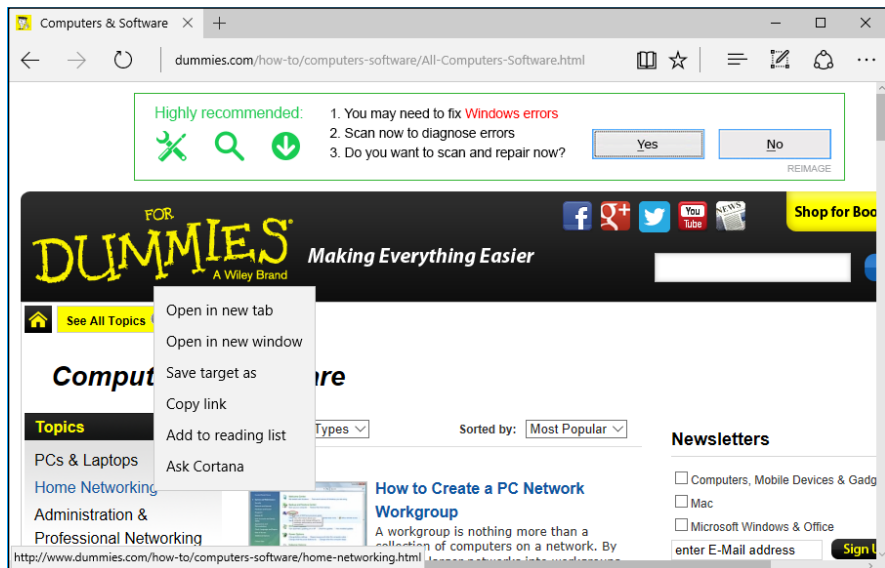 Computers & Software
dummies.com/how-to/computers-software/All-Computers-Software.html
Highly recommended:
1. You may need to fix Windows errors
2. Scan now to diagnose errors
3. Do you want to scan and repair now?
Yes
No
REIMAGE
FOR
DUMMIES
A Wiley Brand
Making Everything Easier
f
g+
You
Tube
NEWS
Shop for Boo
See All Topics
Open in new tab
Open in new window
Save target as
Copy link
Add to reading list
Ask Cortana
Comput
re
Topics
PCs & Laptops
Home Networking
Administration &
Professional Networking
Types
Sorted by: Most Popular
How to Create a PC Network
Workgroup
A workgroup is nothing more than a
collection of computers on a network. By
Newsletters
Computers, Mobile Devices & Gadg
Mac
Microsoft Windows & Office
enter E-Mail address
Sign U
http://www.dummies.com/how-to/computers-software/home-networking.html